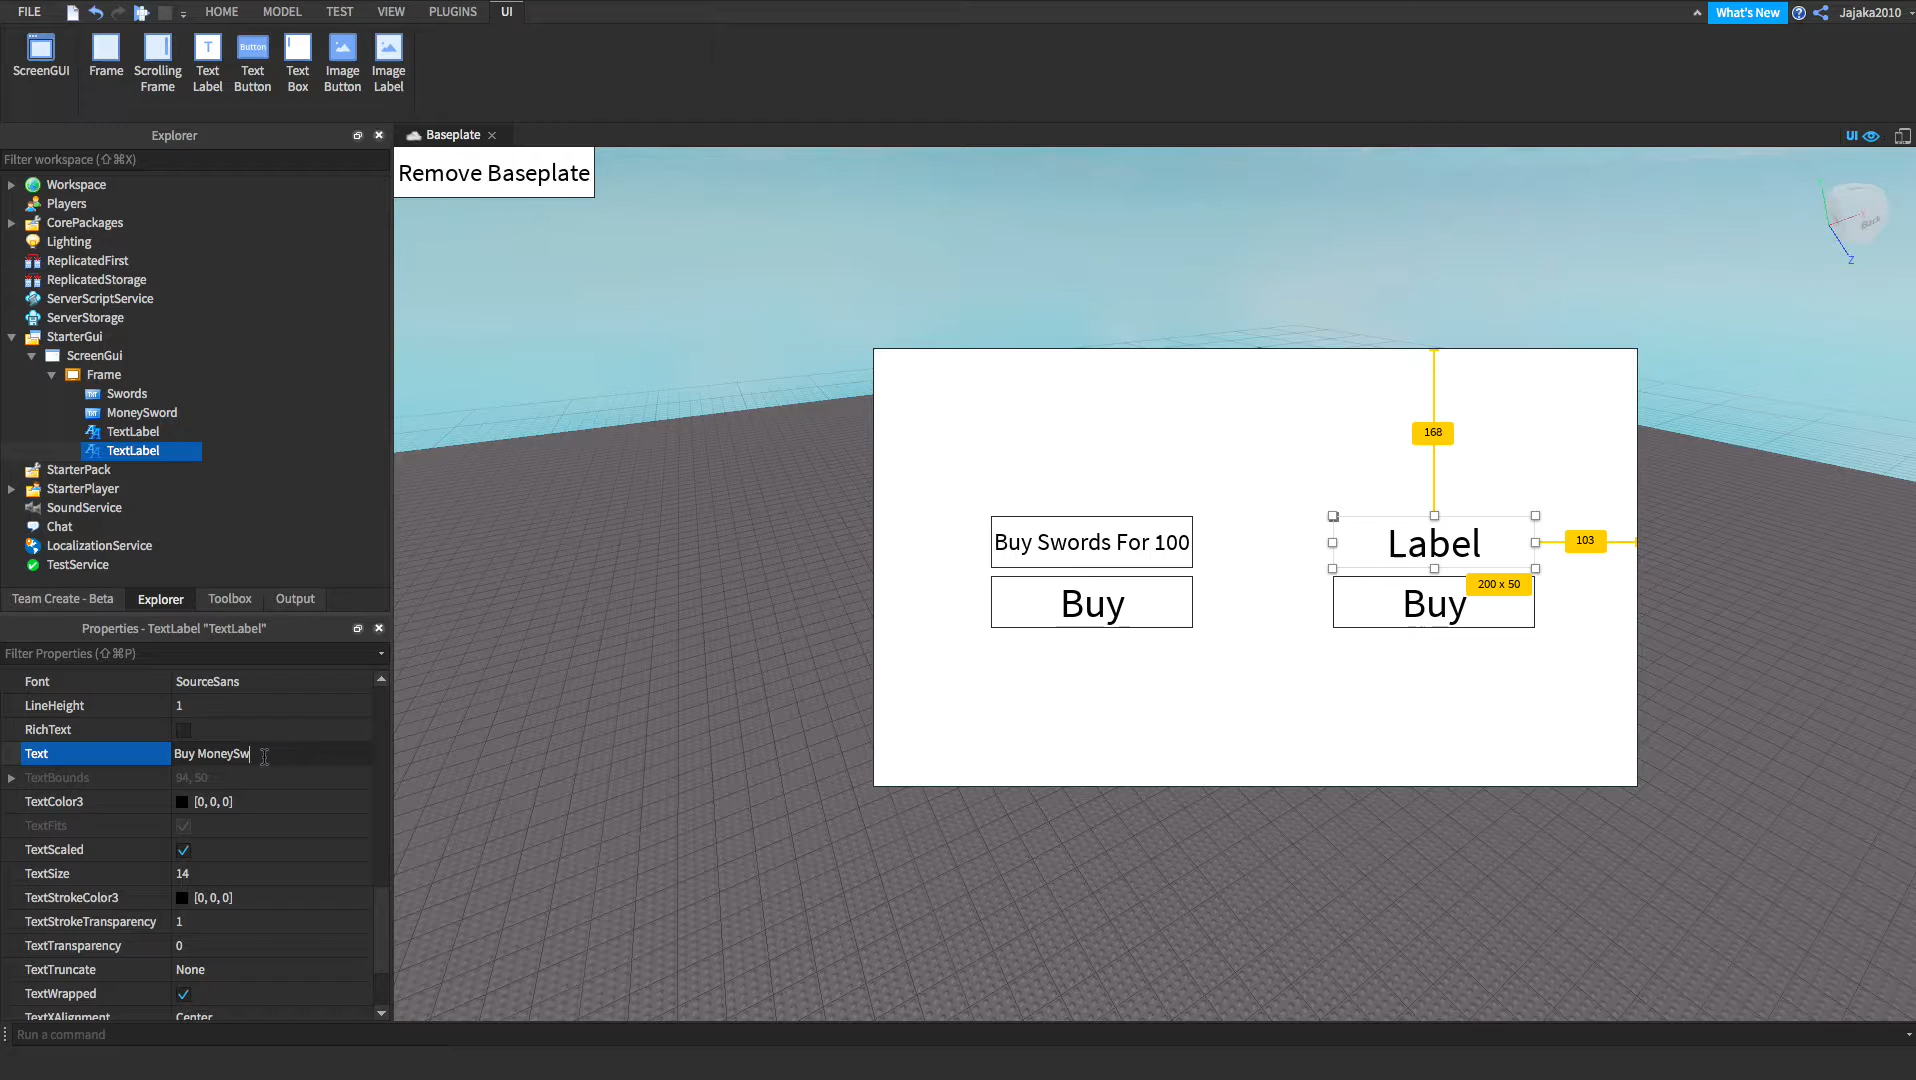 FILE HOME MODEL TEST VIEW PLUGINS UI What's New Jajaka2010
ScreenGUI Frame Scrolling Frame T Text Label Button Text Button Text Box Image Button Image Label
Explorer
Baseplate
UI
Filter workspace (⇧⌘X)
Workspace
Players
CorePackages
Lighting
ReplicatedFirst
ReplicatedStorage
ServerScriptService
ServerStorage
StarterGui
ScreenGui
Frame
Swords
MoneySword
TextLabel
TextLabel
StarterPack
StarterPlayer
SoundService
Chat
LocalizationService
TestService
Team Create - Beta Explorer Toolbox Output
Properties - TextLabel "TextLabel"
Filter Properties (⇧⌘P)
Font SourceSans
LineHeight 1
RichText
Text Buy MoneySw
TextBounds 94, 50
TextColor3 [0, 0, 0]
TextFits
TextScaled
TextSize 14
TextStrokeColor3 [0, 0, 0]
TextStrokeTransparency 1
TextTransparency 0
TextTruncate None
TextWrapped
TextXAlignment Center
Run a command
Remove Baseplate
Back
Z
168
Buy Swords For 100 Label 103
200 x 50
Buy Buy